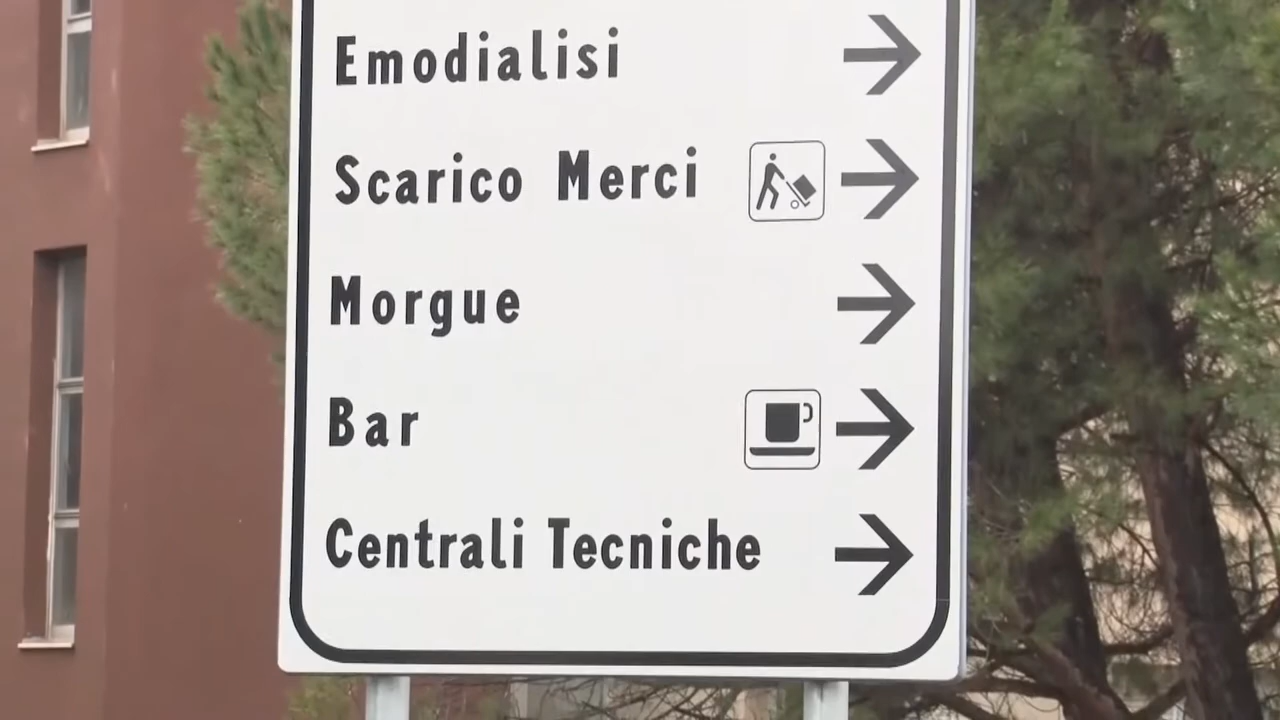 Emodialisi
Scarico Merci
Morgue
Bar
Centrali Tecniche